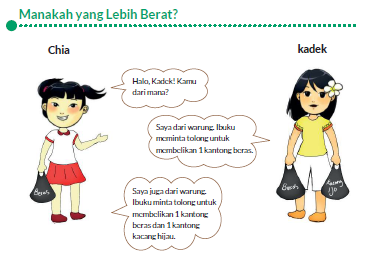 Manakah yang Lebih Berat?
Chia
kadek
Halo, Kadek! Kamu
dari mana?
Saya dari warung. Ibuku
meminta tolong untuk
membelikan 1 kantong beras.
Saya juga dari warung.
Ibuku minta tolong untuk
membelikan 1 kantong
beras dan 1 kantong
kacang hijau.
Beras
Beras
Kacang
Ijo